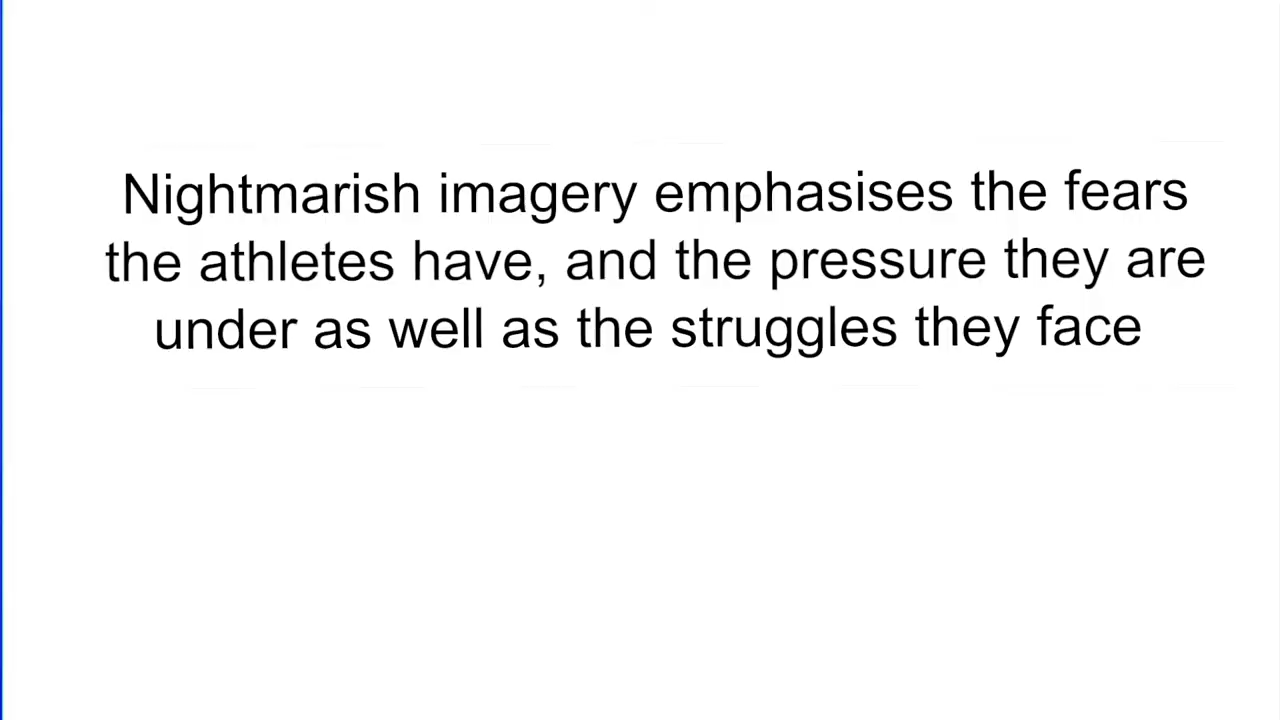 Nightmarish imagery emphasises the fears
the athletes have, and the pressure they are
under as well as the struggles they face